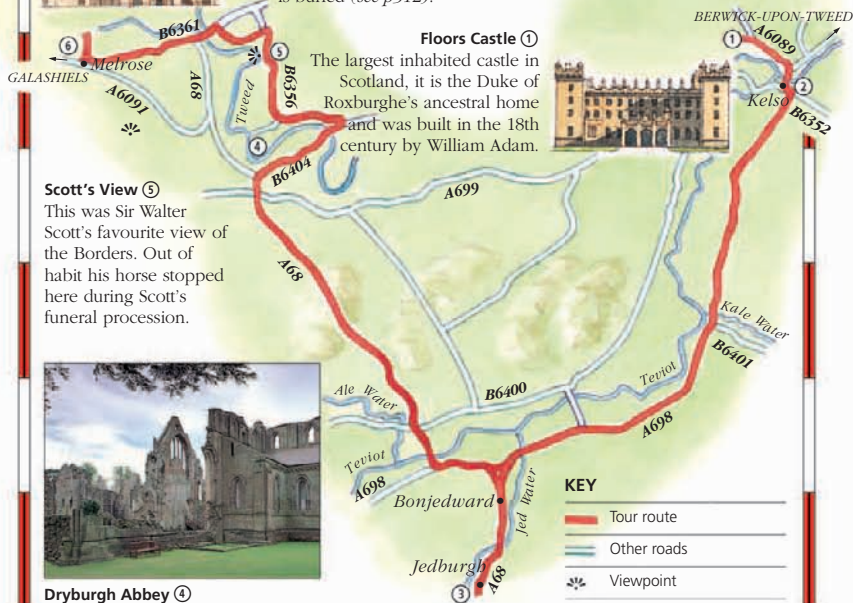 is buried (see p312).
BERWICK-UPON-TWEED
B6361
A6089
1
6
Melrose
GALASHIELS
5
A68
A6091
Tweed
B6356
4
B6404
Floors Castle 1
The largest inhabited castle in
Scotland, it is the Duke of
Roxburghe's ancestral home
and was built in the 18th
century by William Adam.
2
Kelso
B6352
A699
Scott's View 5
This was Sir Walter
Scott's favourite view of
the Borders. Out of
habit his horse stopped
here during Scott's
funeral procession.
A68
Kale Water
B6401
Ale Water
B6400
Teviot
A698
Teviot
A698
Bonjedward
Jed Water
Jedburgh
A68
3
KEY
Tour route
Other roads
Viewpoint
Dryburgh Abbey 4